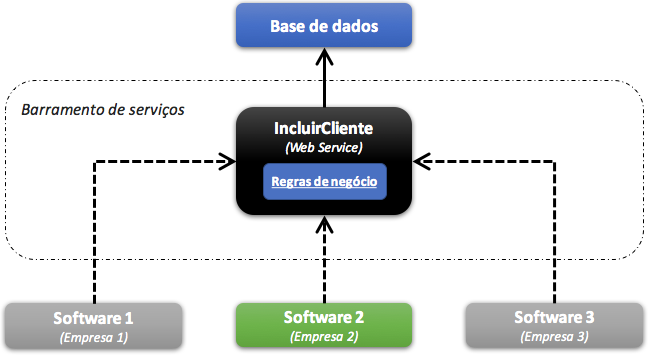 Base de dados
Barramento de serviços
IncluirCliente
(Web Service)
Regras de negócio
Software 1
(Empresa 1)
Software 2
(Empresa 2)
Software 3
(Empresa 3)